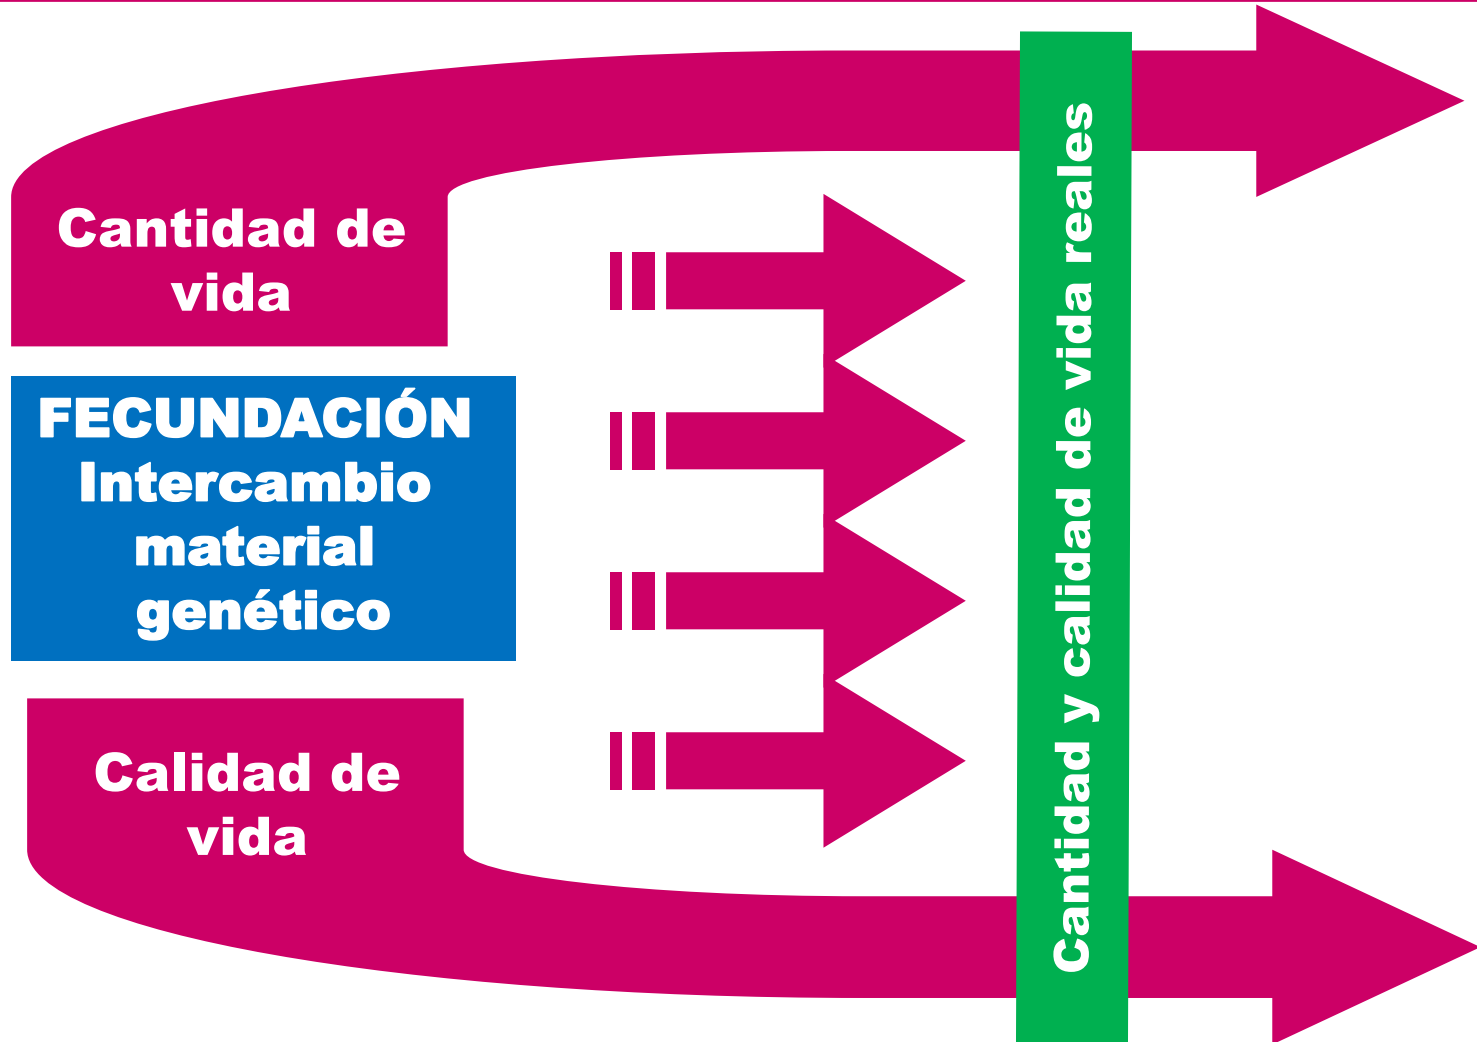 Cantidad de
vida
FECUNDACIÓN
Intercambio
material
genético
Calidad de
vida
Cantidad y calidad de vida reales